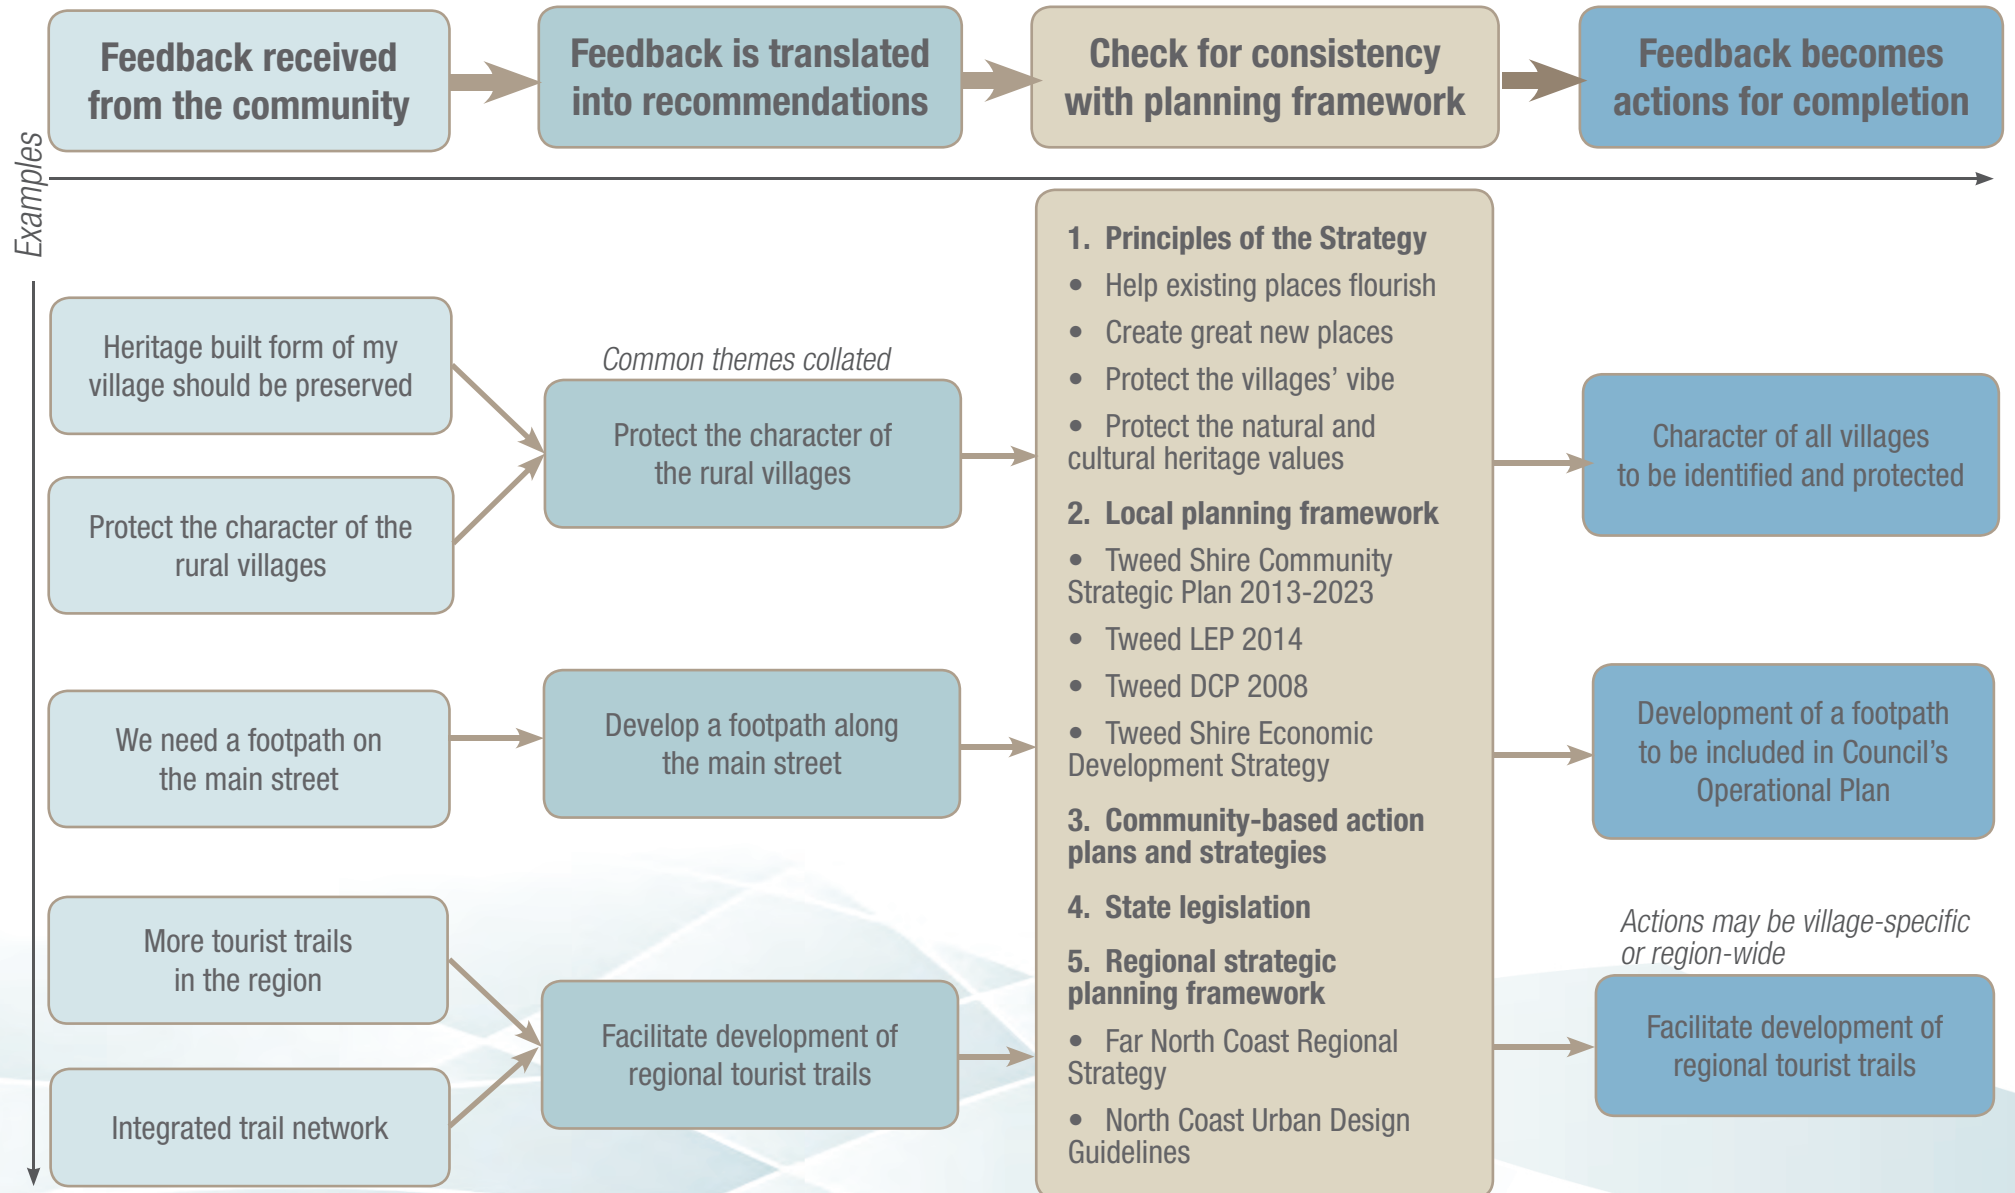 Feedback received
from the community
Feedback is translated
into recommendations
Check for consistency
with planning framework
Feedback becomes
actions for completion
Examples
Heritage built form of my
village should be preserved
Protect the character of the
rural villages
We need a footpath on
the main street
More tourist trails
in the region
Integrated trail network
Common themes collated
Protect the character of
the rural villages
Develop a footpath along
the main street
Facilitate development of
regional tourist trails
1. Principles of the Strategy
• Help existing places flourish
• Create great new places
• Protect the villages’ vibe
• Protect the natural and
cultural heritage values
2. Local planning framework
• Tweed Shire Community
Strategic Plan 2013-2023
• Tweed LEP 2014
• Tweed DCP 2008
• Tweed Shire Economic
Development Strategy
3. Community-based action
plans and strategies
4. State legislation
5. Regional strategic
planning framework
• Far North Coast Regional
Strategy
• North Coast Urban Design
Guidelines
Character of all villages
to be identified and protected
Development of a footpath
to be included in Council’s
Operational Plan
Actions may be village-specific
or region-wide
Facilitate development of
regional tourist trails